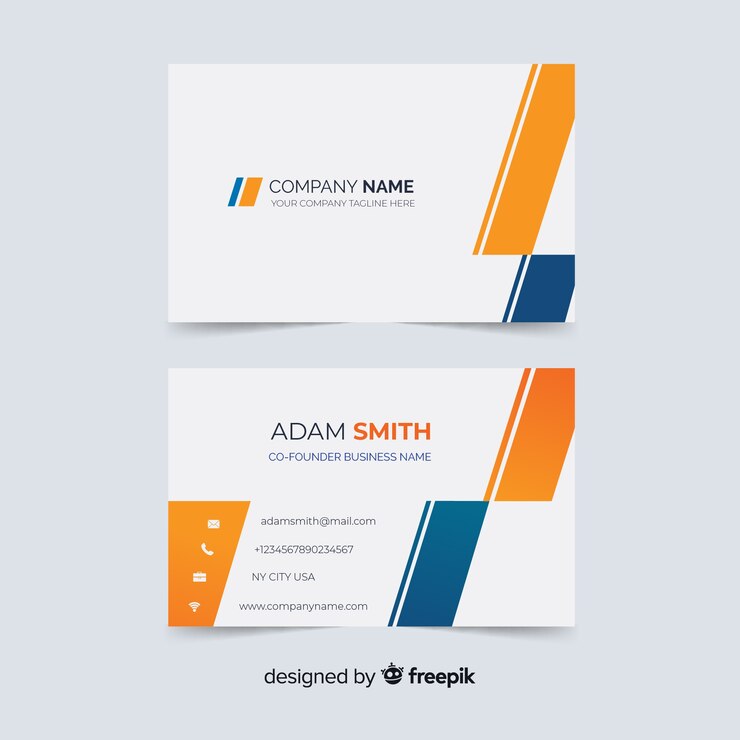 COMPANY NAME
YOUR COMPANY TAGLINE HERE
ADAM SMITH
CO-FOUNDER BUSINESS NAME
adamsmith@mail.com
+1234567890234567
NY CITY USA
www.companyname.com
designed by freepik